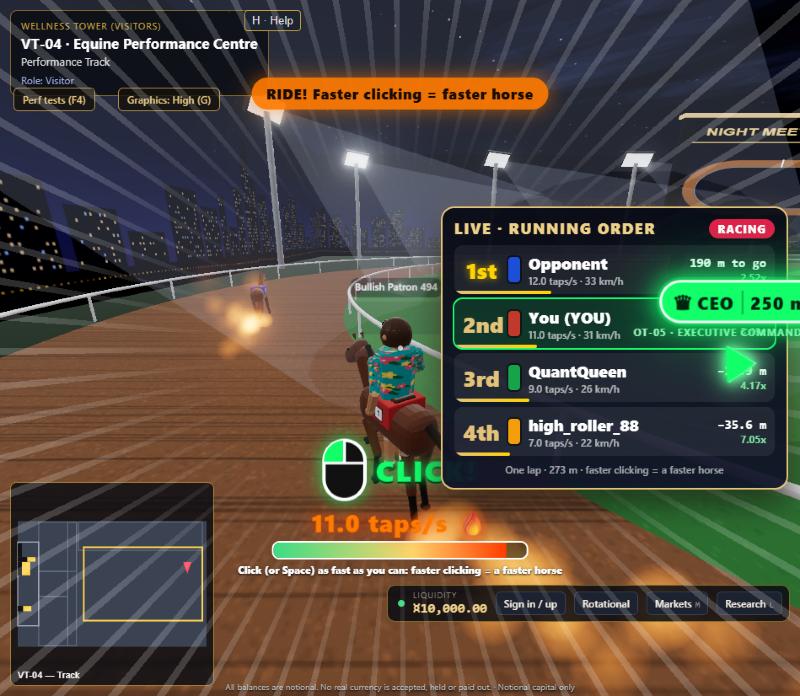 WELLNESS TOWER (VISITORS)
VT-04 · Equine Performance Centre
Performance Track
Role: Visitor
H · Help
Perf tests (F4)
Graphics: High (G)
RIDE! Faster clicking = faster horse
NIGHT MEE
LIVE · RUNNING ORDER
RACING
1st Opponent 190 m to go
12.0 taps/s · 33 km/h
CEO 250 m
2nd You (YOU)
11.0 taps/s · 31 km/h
OT-05 · EXECUTIVE COMMAND
3rd QuantQueen
9.0 taps/s · 26 km/h 4.17x
4th high_roller_88 -35.6 m
7.0 taps/s · 22 km/h 7.05x
One lap · 273 m · faster clicking = a faster horse
Bullish Patron 494
CLICK!
11.0 taps/s
Click (or Space) as fast as you can: faster clicking = a faster horse
LIQUIDITY
¤10,000.00
Sign in / up
Rotational
Markets M
Research L
VT-04 — Track
All balances are notional. No real currency is accepted, held or paid out. · Notional capital only